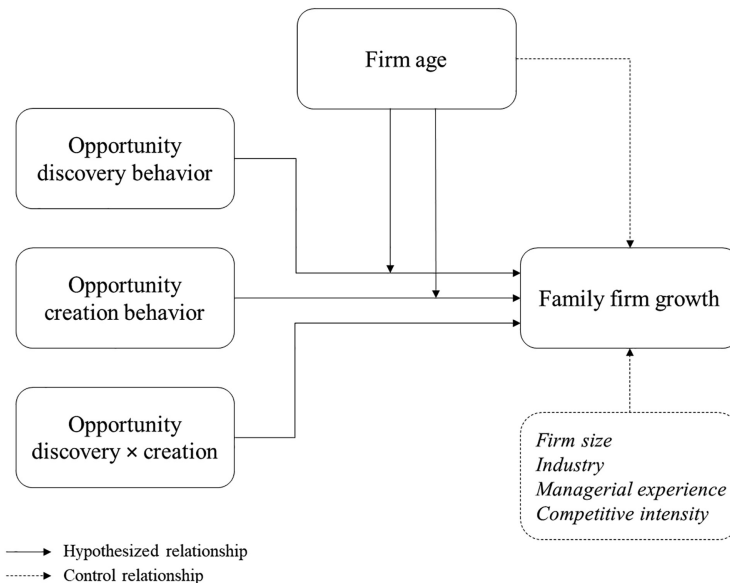 Firm age
Opportunity
discovery behavior
Opportunity
creation behavior
Family firm growth
Opportunity
discovery × creation
Firm size
Industry
Managerial experience
Competitive intensity
Hypothesized relationship
Control relationship